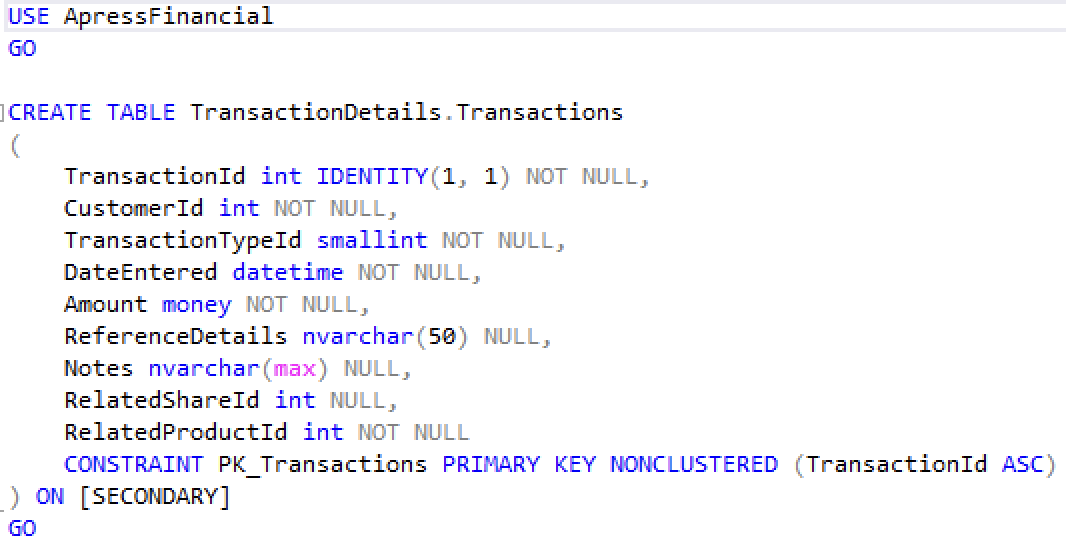 USE ApressFinancial
GO
CREATE TABLE TransactionDetails.Transactions
(
TransactionId int IDENTITY(1, 1) NOT NULL,
CustomerId int NOT NULL,
TransactionTypeId smallint NOT NULL,
DateEntered datetime NOT NULL,
Amount money NOT NULL,
ReferenceDetails nvarchar(50) NULL,
Notes nvarchar(max) NULL,
RelatedShareId int NULL,
RelatedProductId int NOT NULL
CONSTRAINT PK_Transactions PRIMARY KEY NONCLUSTERED (TransactionId ASC)
) ON [SECONDARY]
GO